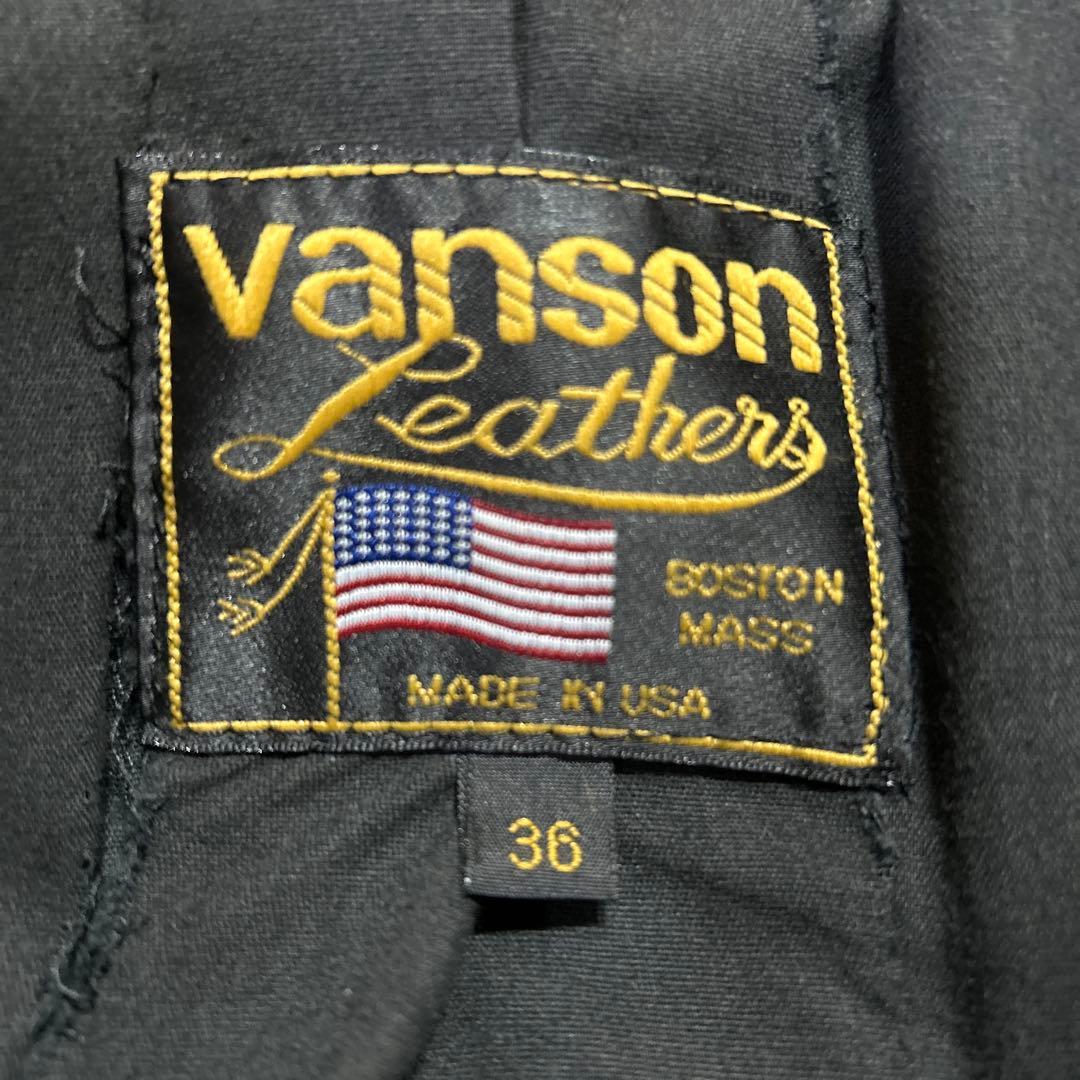 vanson
Leathers
BOSTON
MASS
MADE IN USA
36